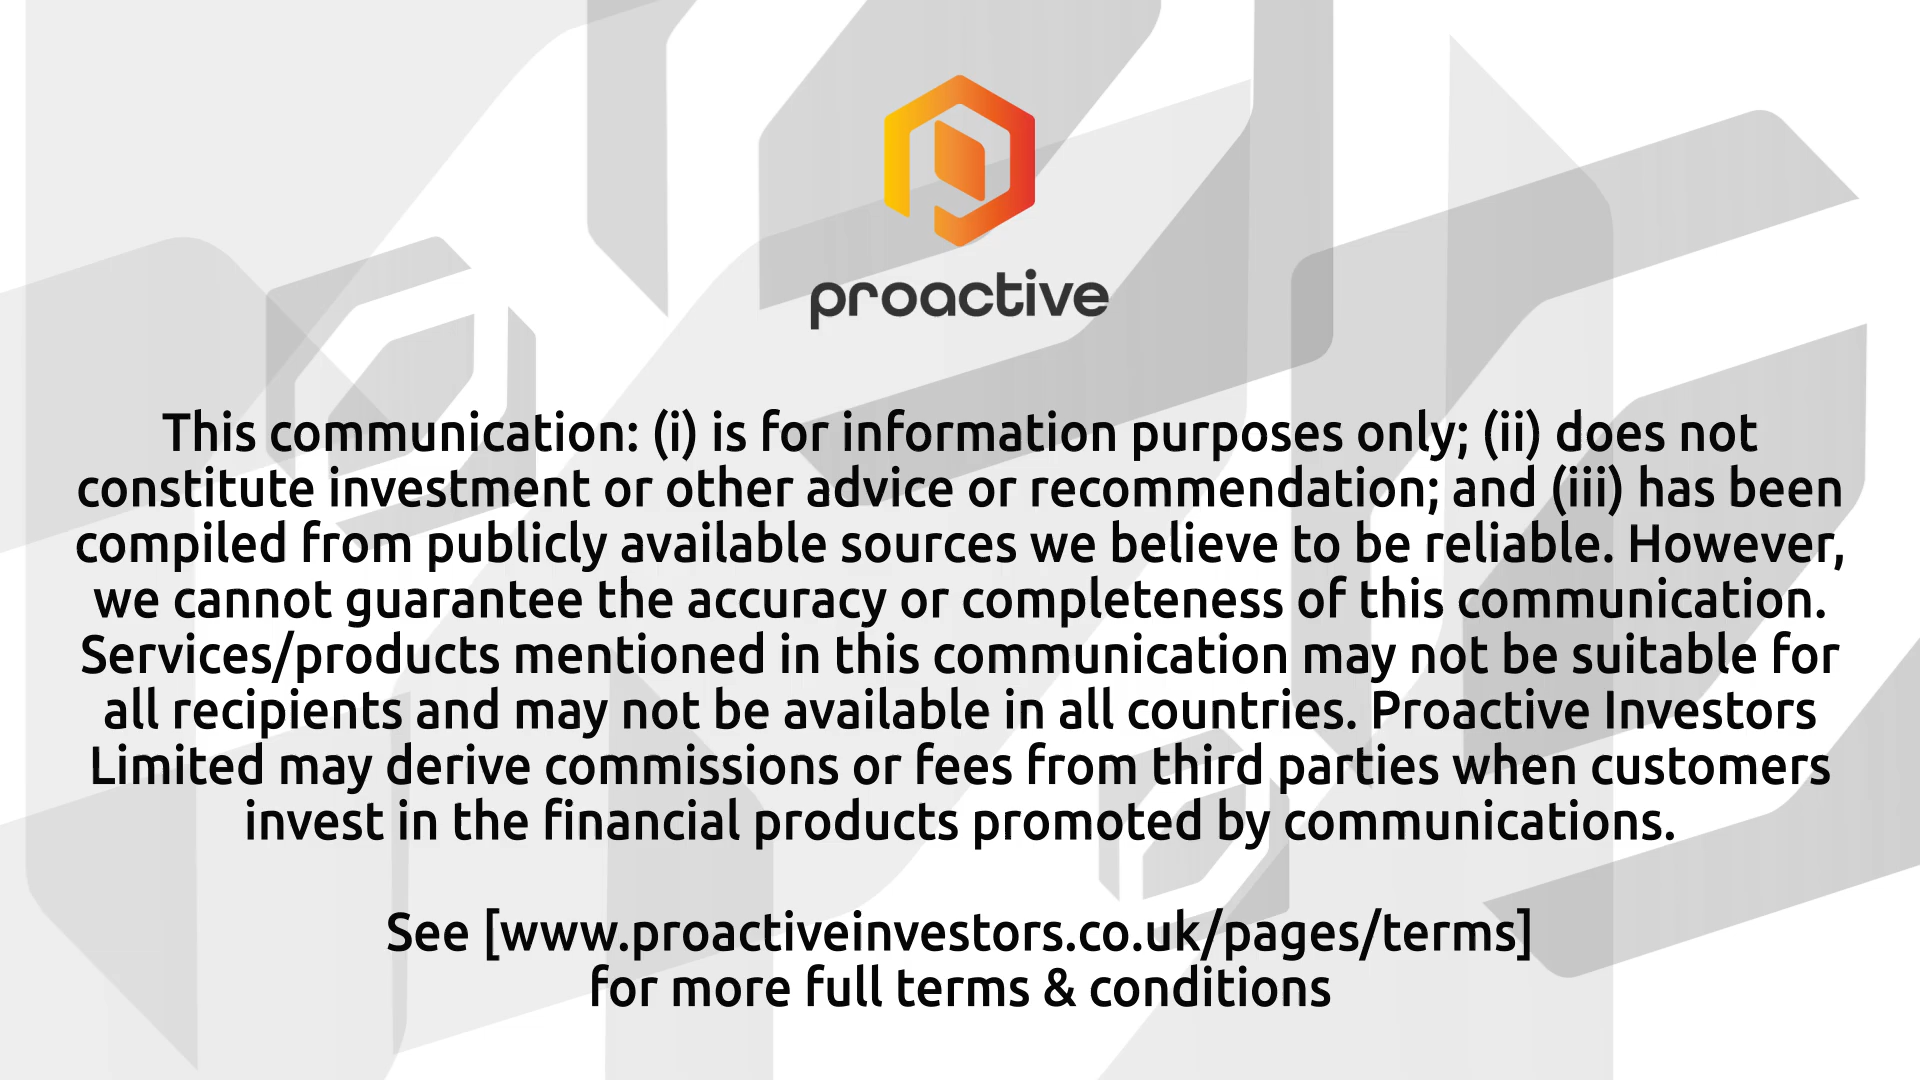 proactive
This communication: (i) is for information purposes only; (ii) does not
constitute investment or other advice or recommendation; and (iii) has been
compiled from publicly available sources we believe to be reliable. However,
we cannot guarantee the accuracy or completeness of this communication.
Services/products mentioned in this communication may not be suitable for
all recipients and may not be available in all countries. Proactive Investors
Limited may derive commissions or fees from third parties when customers
invest in the financial products promoted by communications.
See [www.proactiveinvestors.co.uk/pages/terms]
for more full terms & conditions